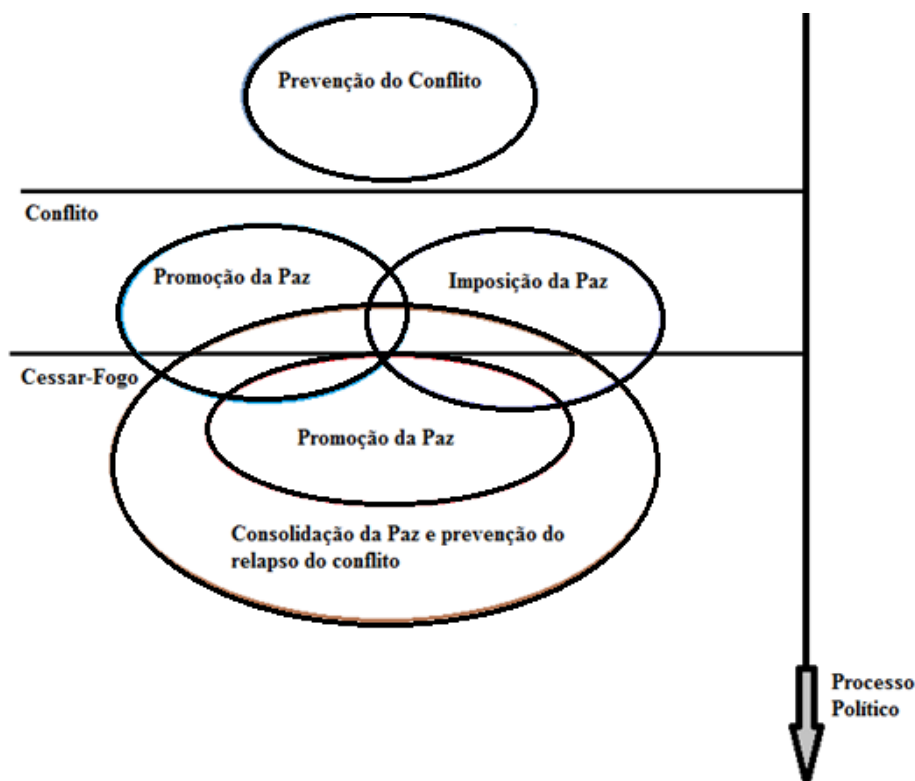 Prevenção do Conflito
Conflito
Promoção da Paz
Imposição da Paz
Cessar-Fogo
Promoção da Paz
Consolidação da Paz e prevenção do
relapso do conflito
Processo
Político